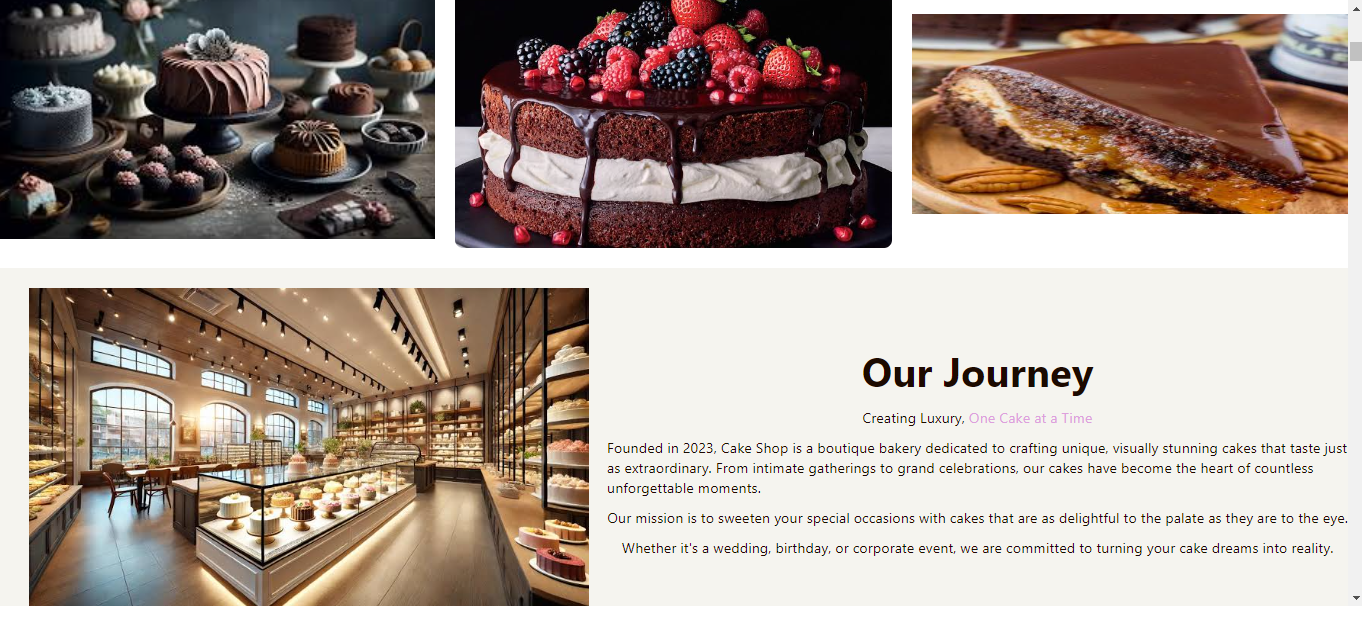 Our Journey
Creating Luxury, One Cake at a Time
Founded in 2023, Cake Shop is a boutique bakery dedicated to crafting unique, visually stunning cakes that taste just
as extraordinary. From intimate gatherings to grand celebrations, our cakes have become the heart of countless
unforgettable moments.
Our mission is to sweeten your special occasions with cakes that are as delightful to the palate as they are to the eye.
Whether it's a wedding, birthday, or corporate event, we are committed to turning your cake dreams into reality.